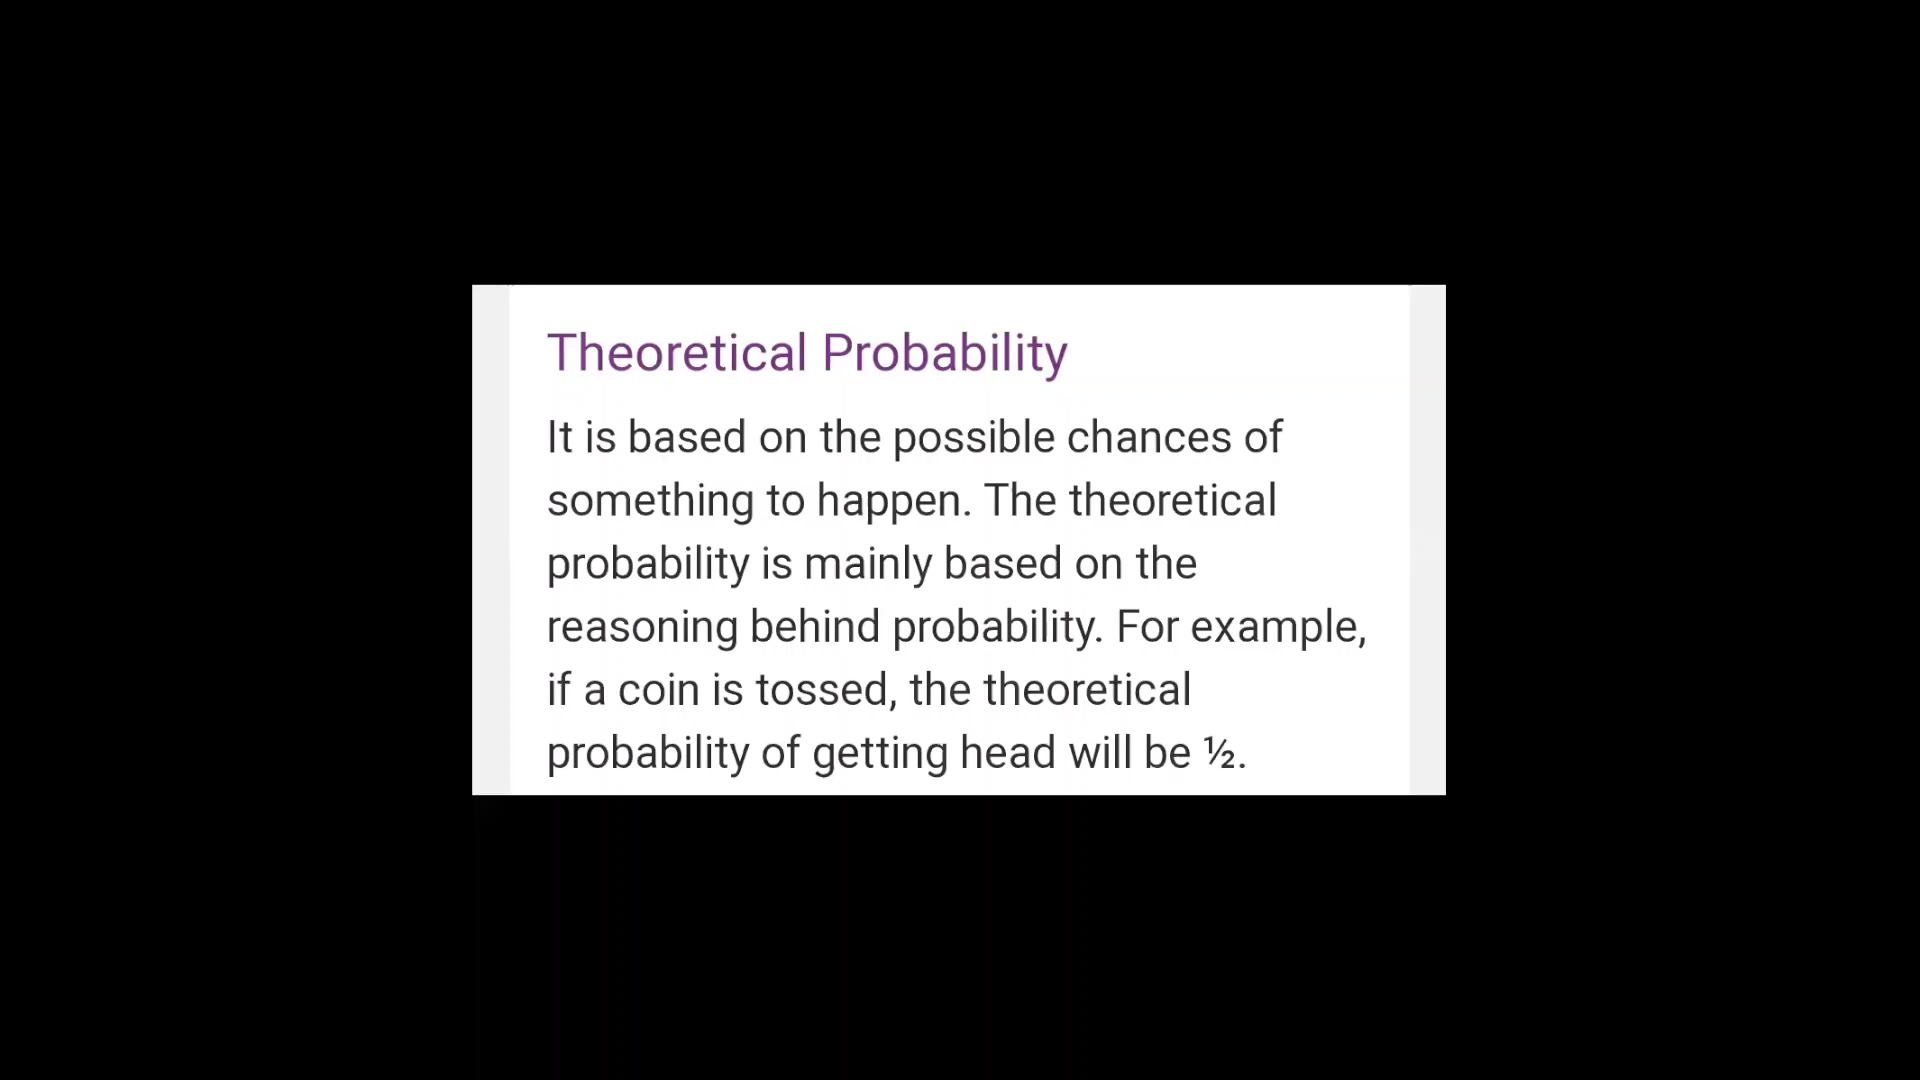 Theoretical Probability
It is based on the possible chances of
something to happen. The theoretical
probability is mainly based on the
reasoning behind probability. For example,
if a coin is tossed, the theoretical
probability of getting head will be ½.